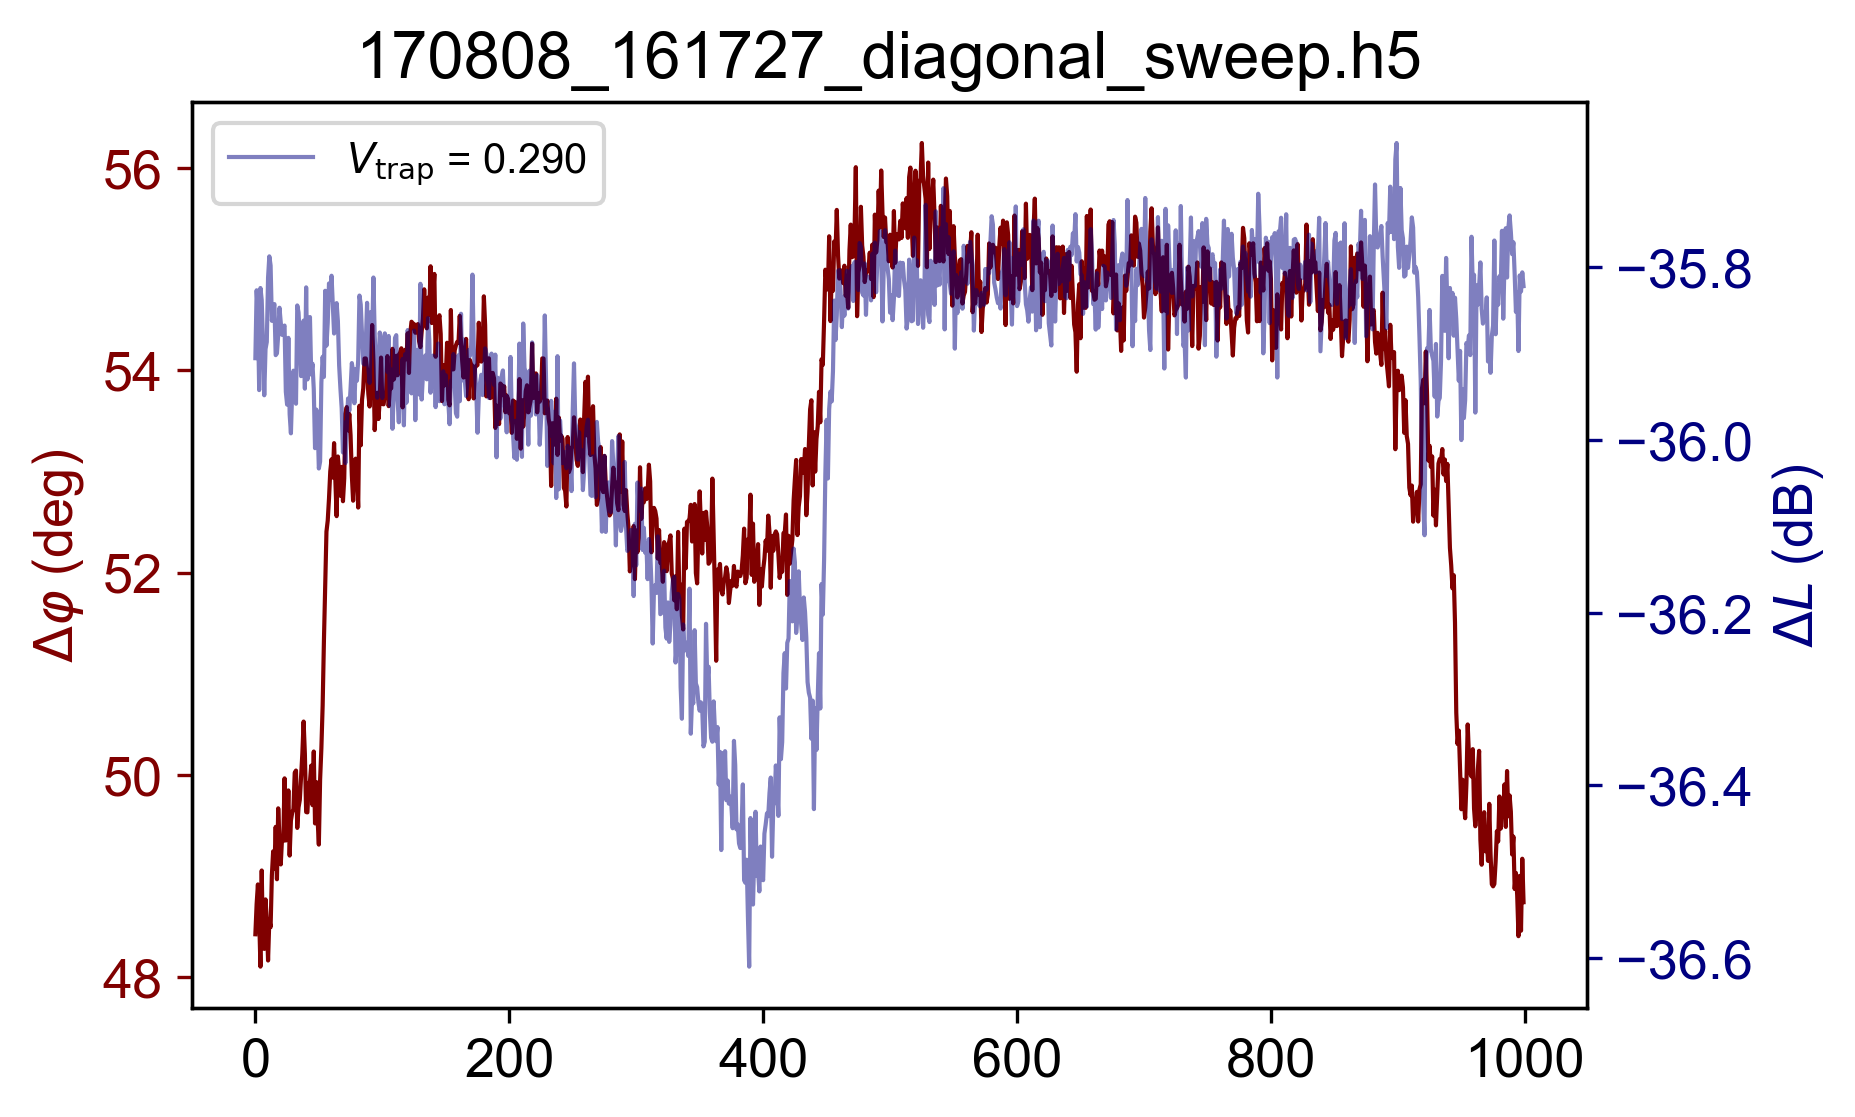 170808_161727_diagonal_sweep.h5
V_trap = 0.290
56
54
52
50
48
Δφ (deg)
−35.8
−36.0
−36.2
−36.4
−36.6
ΔL (dB)
0 200 400 600 800 1000